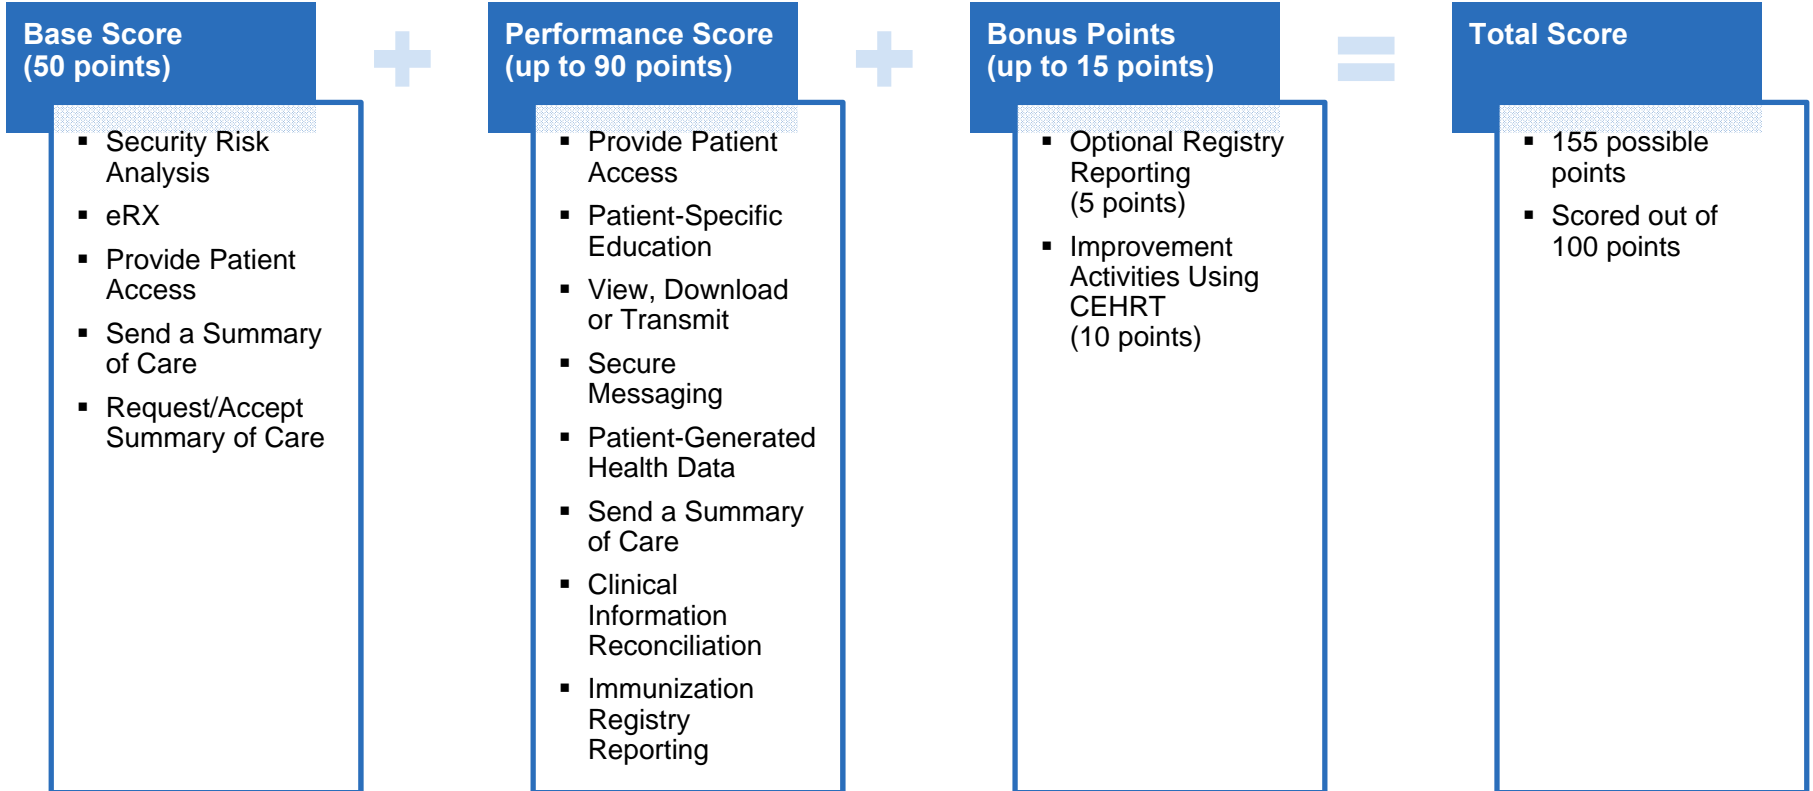 Base Score
(50 points)
▪ Security Risk
Analysis
▪ eRX
▪ Provide Patient
Access
▪ Send a Summary
of Care
▪ Request/Accept
Summary of Care
+
Performance Score
(up to 90 points)
▪ Provide Patient
Access
▪ Patient-Specific
Education
▪ View, Download
or Transmit
▪ Secure
Messaging
▪ Patient-Generated
Health Data
▪ Send a Summary
of Care
▪ Clinical
Information
Reconciliation
▪ Immunization
Registry
Reporting
+
Bonus Points
(up to 15 points)
▪ Optional Registry
Reporting
(5 points)
▪ Improvement
Activities Using
CEHRT
(10 points)
=
Total Score
▪ 155 possible
points
▪ Scored out of
100 points